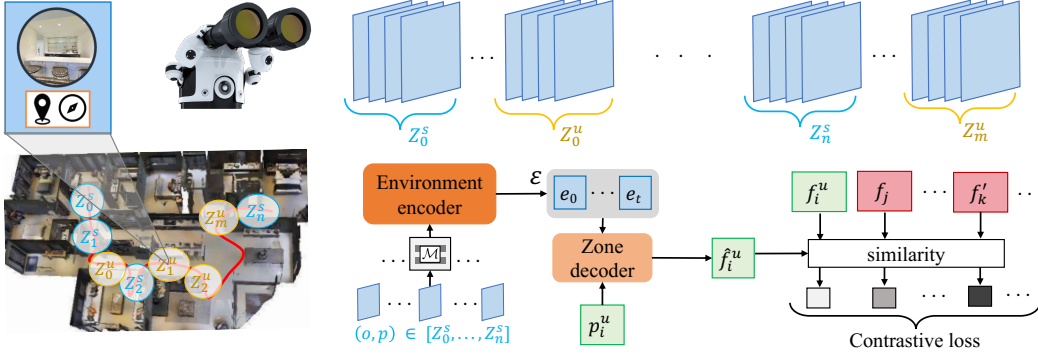 Z_0^s
Z_1^s
Z_0^u
Z_2^s
Z_1^u
Z_2^u
Z_m^u
Z_n^s
Z_0^s ··· Z_0^u · · · Z_n^s ··· Z_m^u
Environment encoder
ℰ
e_0 ··· e_t
ℳ
··· ···
Zone decoder
··· ···
(o, p) ∈ [Z_0^s, …, Z_n^s]
p_i^u
f̂_i^u
f_i^u f_j ··· f_k′ ··
similarity
··· ··
Contrastive loss